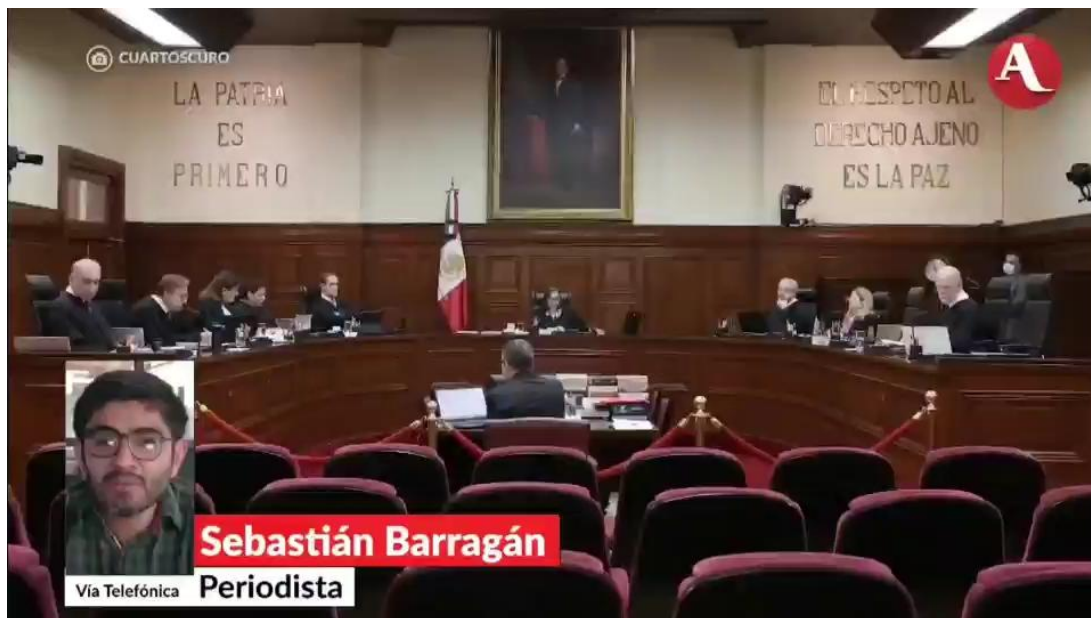 CUARTOSCURO
LA PATRIA
ES
PRIMERO
EL RESPETO AL
DERECHO AJENO
ES LA PAZ
A
Sebastián Barragán
Vía Telefónica
Periodista